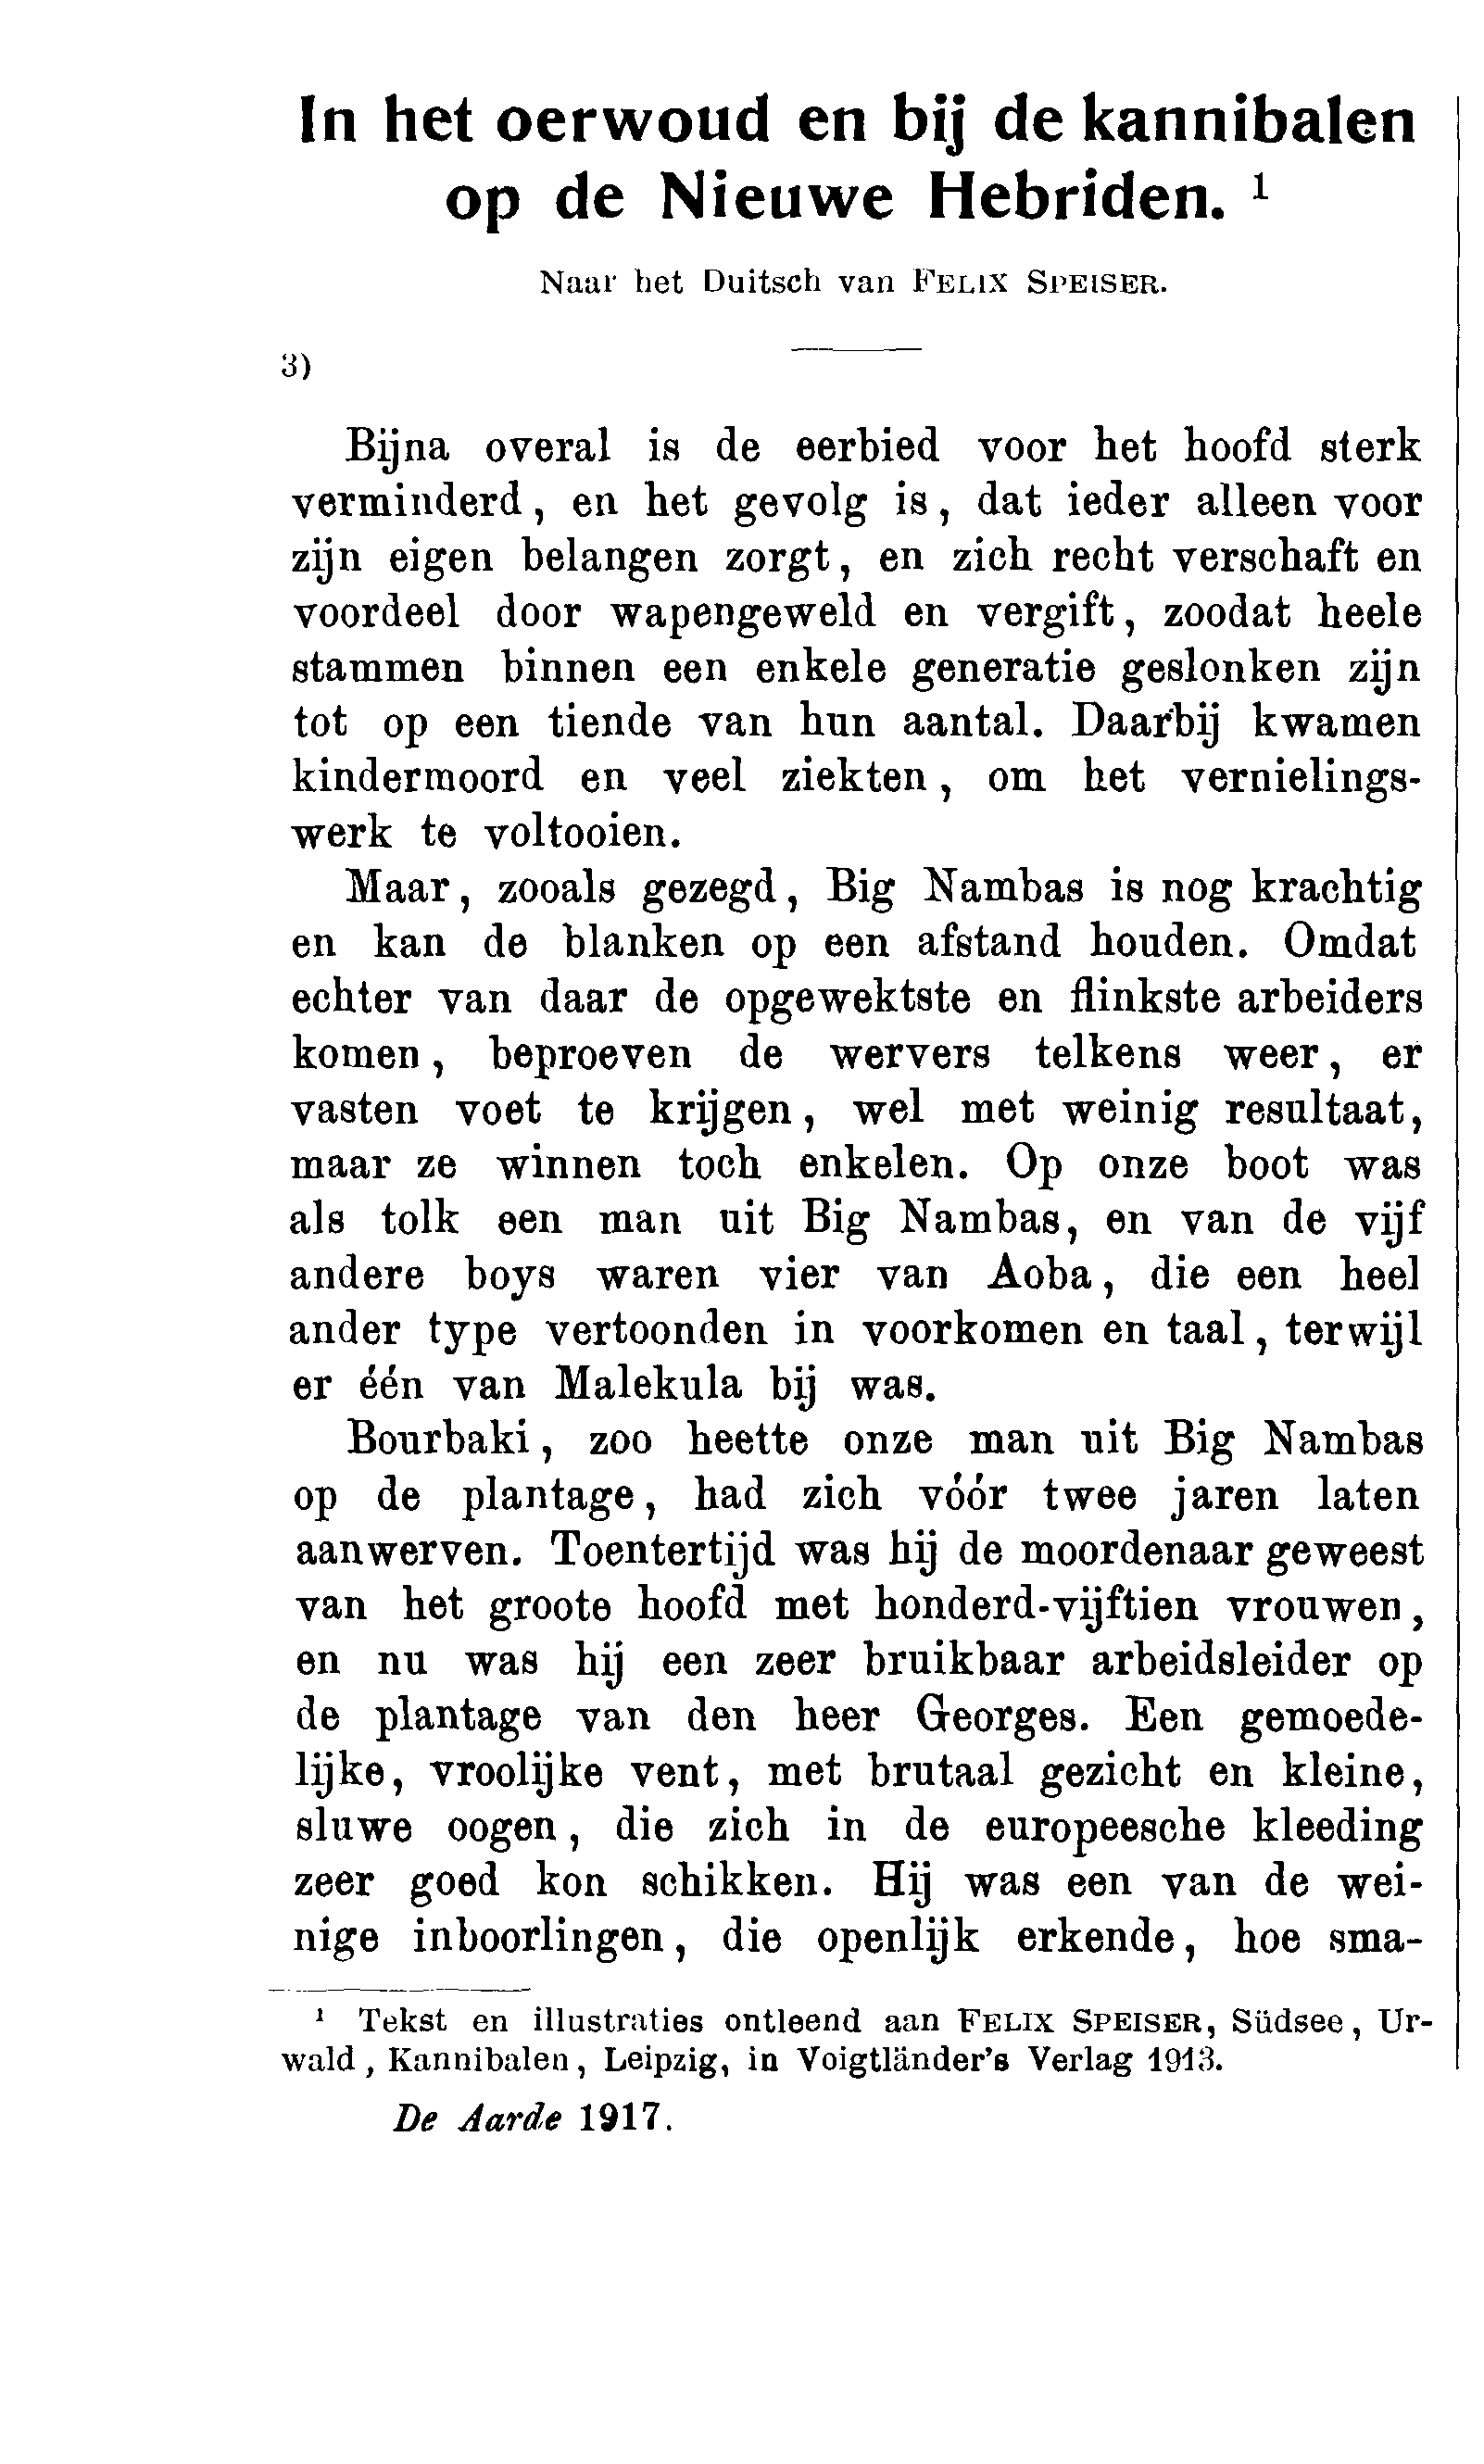 In het oerwoud en bij de kannibalen
op de Nieuwe Hebriden. ¹
Naar het Duitsch van FELIX SPEISER.
3)
Bijna overal is de eerbied voor het hoofd sterk
verminderd, en het gevolg is, dat ieder alleen voor
zijn eigen belangen zorgt, en zich recht verschaft en
voordeel door wapengeweld en vergift, zoodat heele
stammen binnen een enkele generatie geslonken zijn
tot op een tiende van hun aantal. Daarbij kwamen
kindermoord en veel ziekten, om het vernielings-
werk te voltooien.
Maar, zooals gezegd, Big Nambas is nog krachtig
en kan de blanken op een afstand houden. Omdat
echter van daar de opgewektste en flinkste arbeiders
komen, beproeven de wervers telkens weer, er
vasten voet te krijgen, wel met weinig resultaat,
maar ze winnen toch enkelen. Op onze boot was
als tolk een man uit Big Nambas, en van de vijf
andere boys waren vier van Aoba, die een heel
ander type vertoonden in voorkomen en taal, terwijl
er één van Malekula bij was.
Bourbaki, zoo heette onze man uit Big Nambas
op de plantage, had zich vóór twee jaren laten
aanwerven. Toentertijd was hij de moordenaar geweest
van het groote hoofd met honderd-vijftien vrouwen,
en nu was hij een zeer bruikbaar arbeidsleider op
de plantage van den heer Georges. Een gemoede-
lijke, vroolijke vent, met brutaal gezicht en kleine,
sluwe oogen, die zich in de europeesche kleeding
zeer goed kon schikken. Hij was een van de wei-
nige inboorlingen, die openlijk erkende, hoe sma-
¹ Tekst en illustraties ontleend aan FELIX SPEISER, Südsee, Ur-
wald, Kannibalen, Leipzig, in Voigtländer's Verlag 1913.
De Aarde 1917.